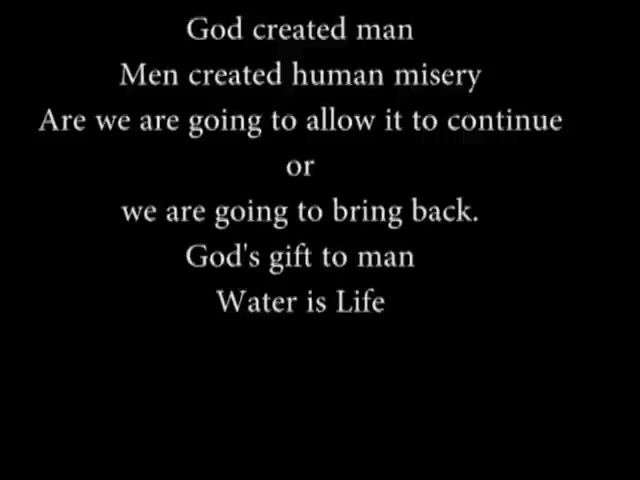 God created man
Men created human misery
Are we are going to allow it to continue
or
we are going to bring back.
God's gift to man
Water is Life